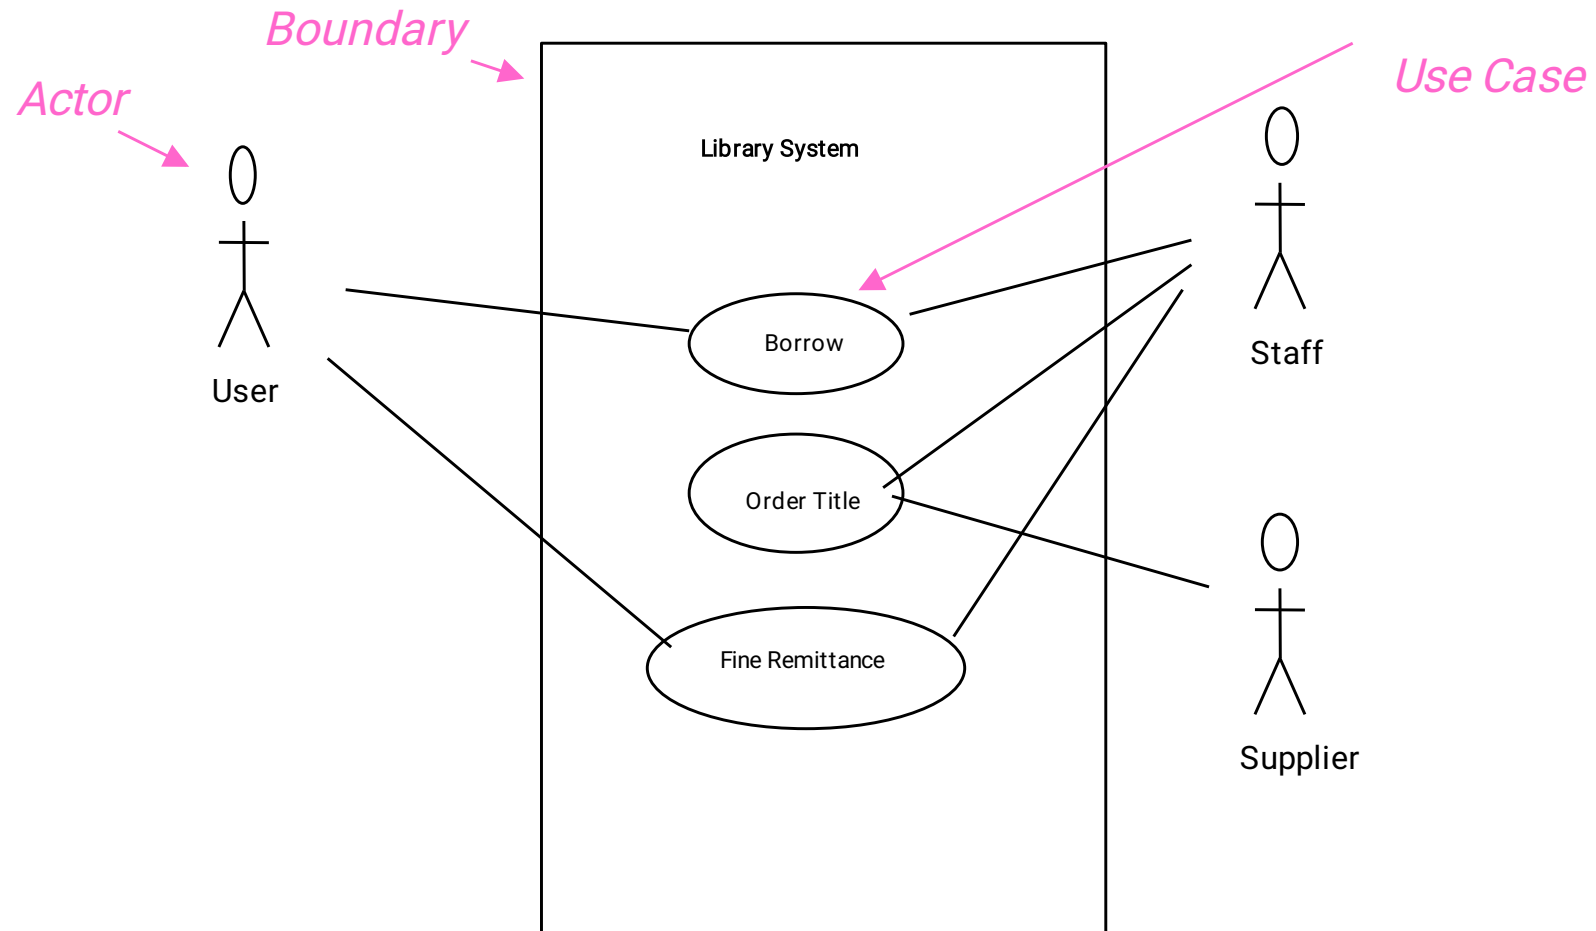 Boundary
Use Case
Actor
Library System
Borrow
Staff
User
Order Title
Fine Remittance
Supplier